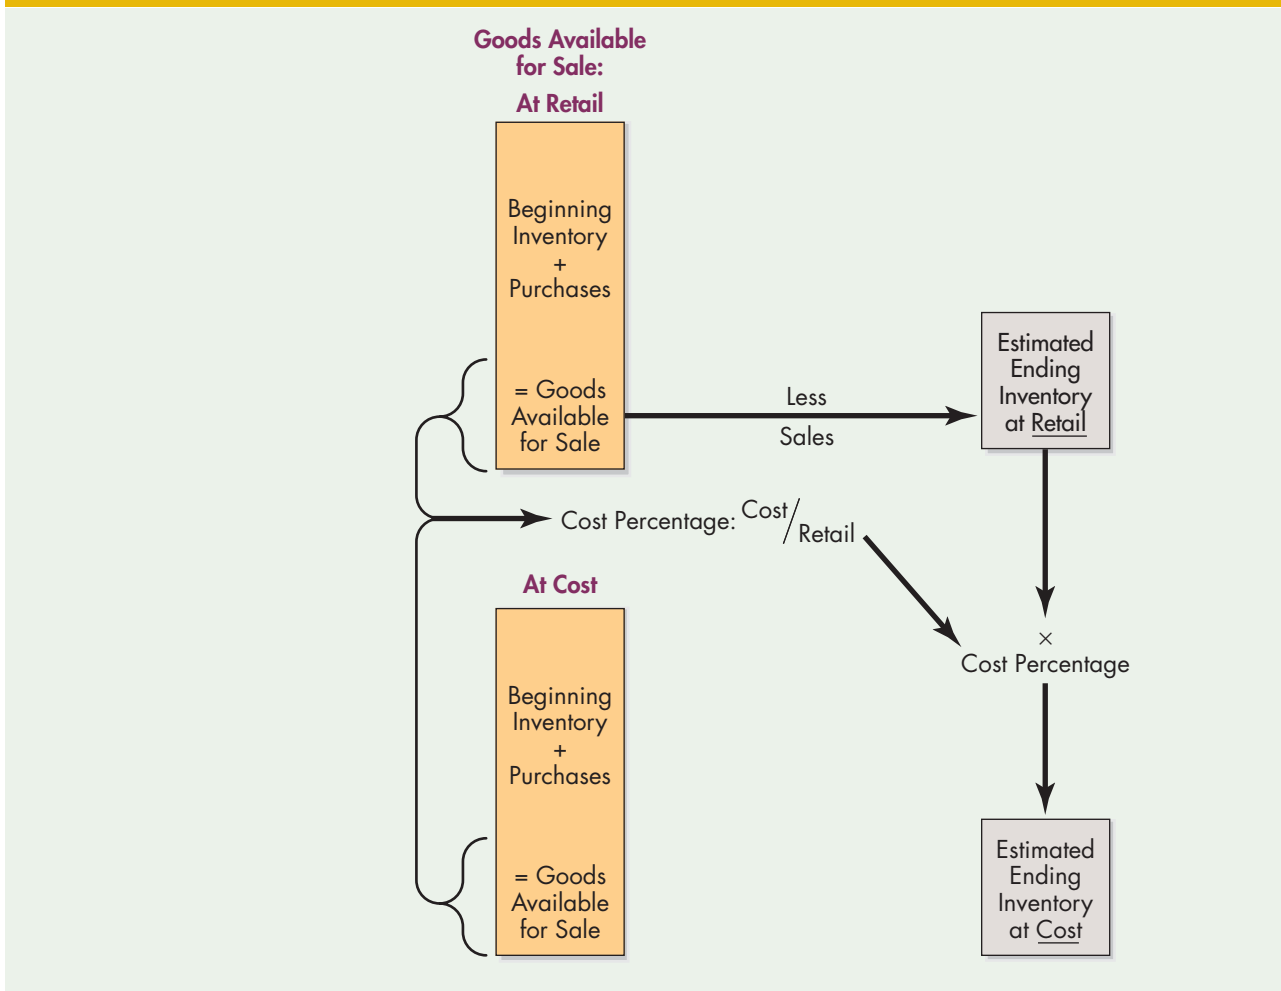 Goods Available
for Sale:
At Retail
Beginning
Inventory
+
Purchases
= Goods
Available
for Sale
Less
Sales
Estimated
Ending
Inventory
at Retail
Cost Percentage: Cost/Retail
×
Cost Percentage
At Cost
Beginning
Inventory
+
Purchases
= Goods
Available
for Sale
Estimated
Ending
Inventory
at Cost